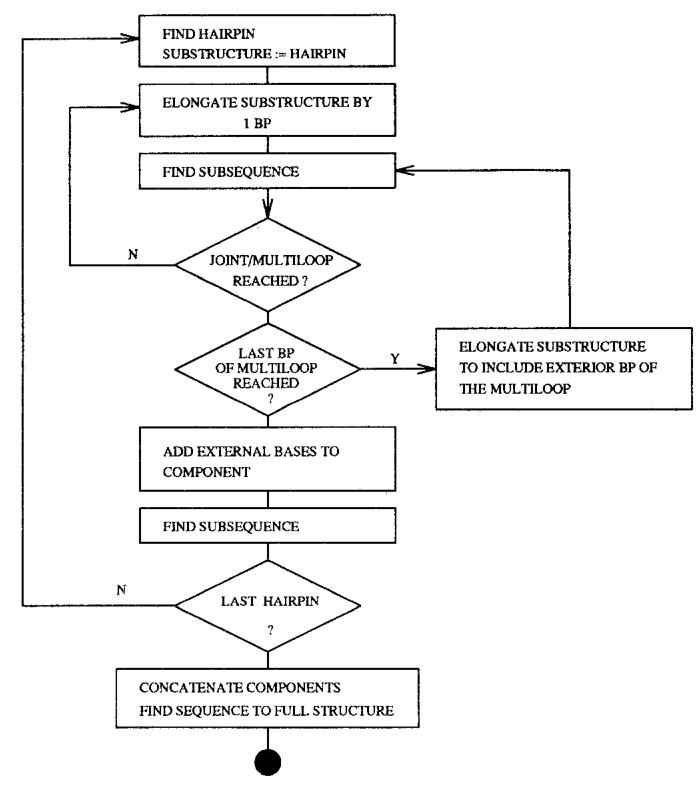 FIND HAIRPIN
SUBSTRUCTURE := HAIRPIN
ELONGATE SUBSTRUCTURE BY
1 BP
FIND SUBSEQUENCE
N
JOINT/MULTILOOP
REACHED ?
LAST BP
OF MULTILOOP
REACHED
?
Y
ELONGATE SUBSTRUCTURE
TO INCLUDE EXTERIOR BP OF
THE MULTILOOP
ADD EXTERNAL BASES TO
COMPONENT
FIND SUBSEQUENCE
N
LAST HAIRPIN
?
CONCATENATE COMPONENTS
FIND SEQUENCE TO FULL STRUCTURE